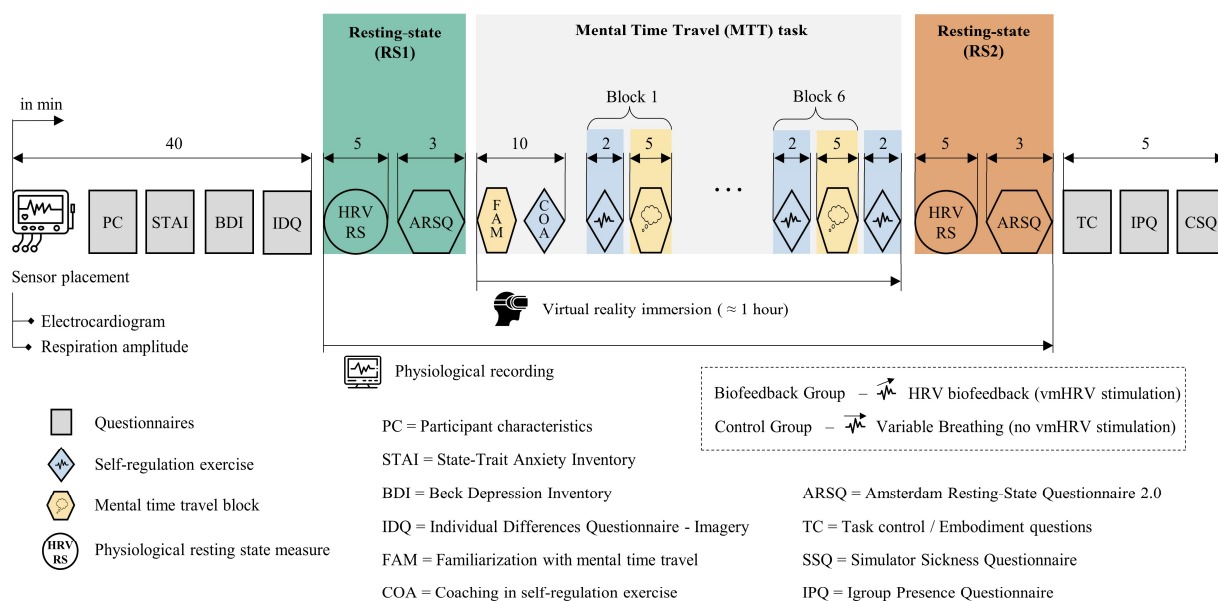 Resting-state
(RS1)
Mental Time Travel (MTT) task
Resting-state
(RS2)
in min
Block 1
Block 6
40
5
3
10
2
5
2
5
2
5
3
5
PC
STAI
BDI
IDQ
HRV
RS
ARSQ
FAM
COA
...
HRV
RS
ARSQ
TC
IPQ
CSQ
Sensor placement
Electrocardiogram
Respiration amplitude
Virtual reality immersion ( ≈ 1 hour)
Physiological recording
Biofeedback Group – HRV biofeedback (vmHRV stimulation)
Control Group – Variable Breathing (no vmHRV stimulation)
Questionnaires
Self-regulation exercise
Mental time travel block
HRV
RS
Physiological resting state measure
PC = Participant characteristics
STAI = State-Trait Anxiety Inventory
BDI = Beck Depression Inventory
IDQ = Individual Differences Questionnaire - Imagery
FAM = Familiarization with mental time travel
COA = Coaching in self-regulation exercise
ARSQ = Amsterdam Resting-State Questionnaire 2.0
TC = Task control / Embodiment questions
SSQ = Simulator Sickness Questionnaire
IPQ = Igroup Presence Questionnaire